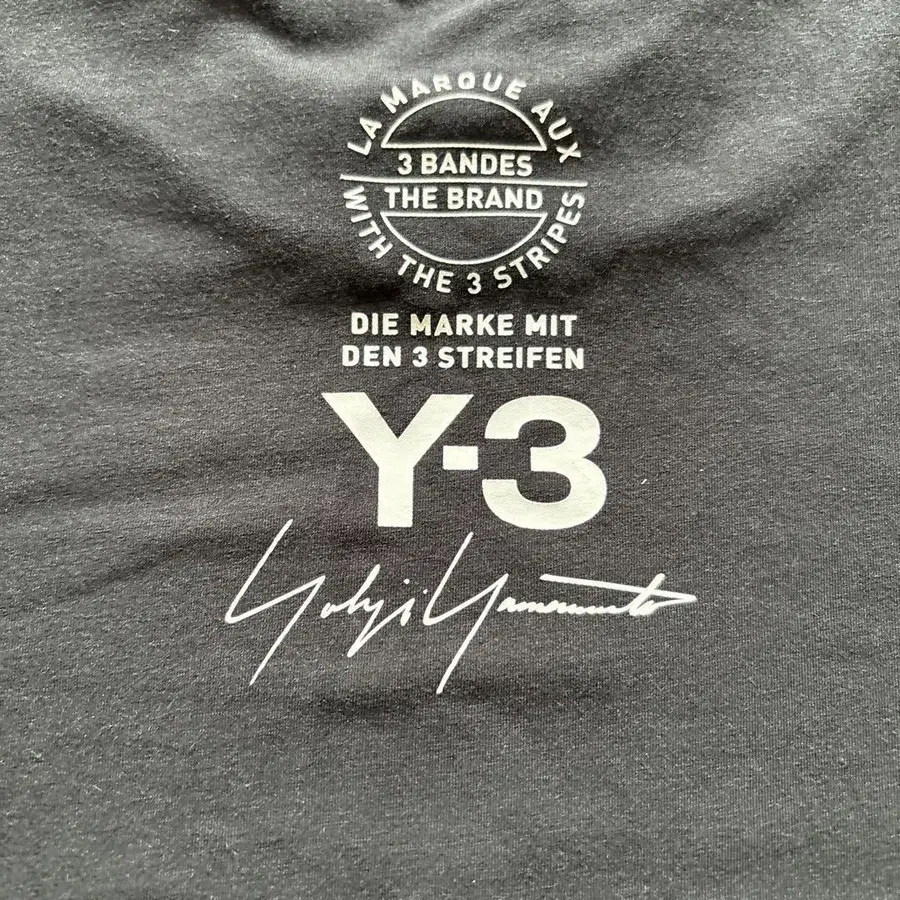 LA MARQUE AUX
3 BANDES
THE BRAND
WITH THE 3 STRIPES
DIE MARKE MIT
DEN 3 STREIFEN
Y-3
Yohji Yamamoto